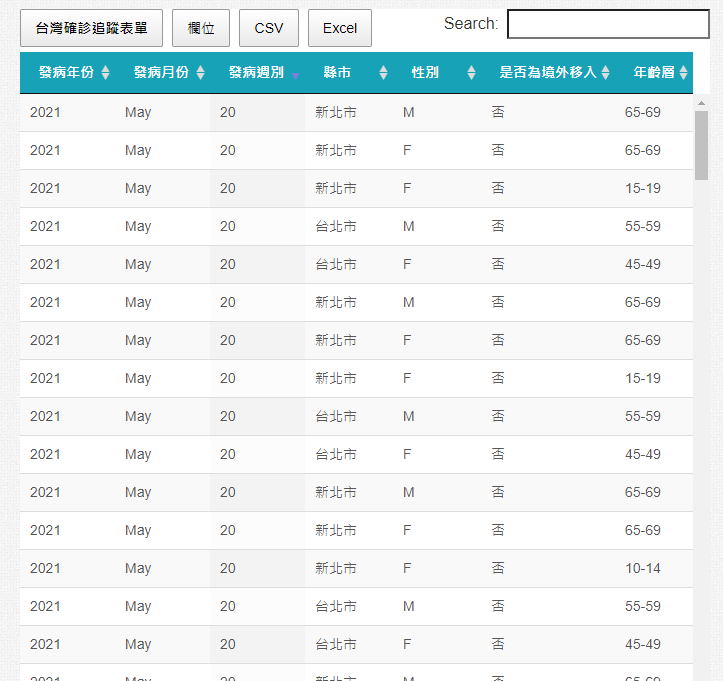 台灣確診追蹤表單 欄位 CSV Excel Search:
發病年份 發病月份 發病週別 縣市 性別 是否為境外移入 年齡層
2021 May 20 新北市 M 否 65-69
2021 May 20 新北市 F 否 65-69
2021 May 20 新北市 F 否 15-19
2021 May 20 台北市 M 否 55-59
2021 May 20 台北市 F 否 45-49
2021 May 20 新北市 M 否 65-69
2021 May 20 新北市 F 否 65-69
2021 May 20 新北市 F 否 15-19
2021 May 20 台北市 M 否 55-59
2021 May 20 台北市 F 否 45-49
2021 May 20 新北市 M 否 65-69
2021 May 20 新北市 F 否 65-69
2021 May 20 新北市 F 否 10-14
2021 May 20 台北市 M 否 55-59
2021 May 20 台北市 F 否 45-49